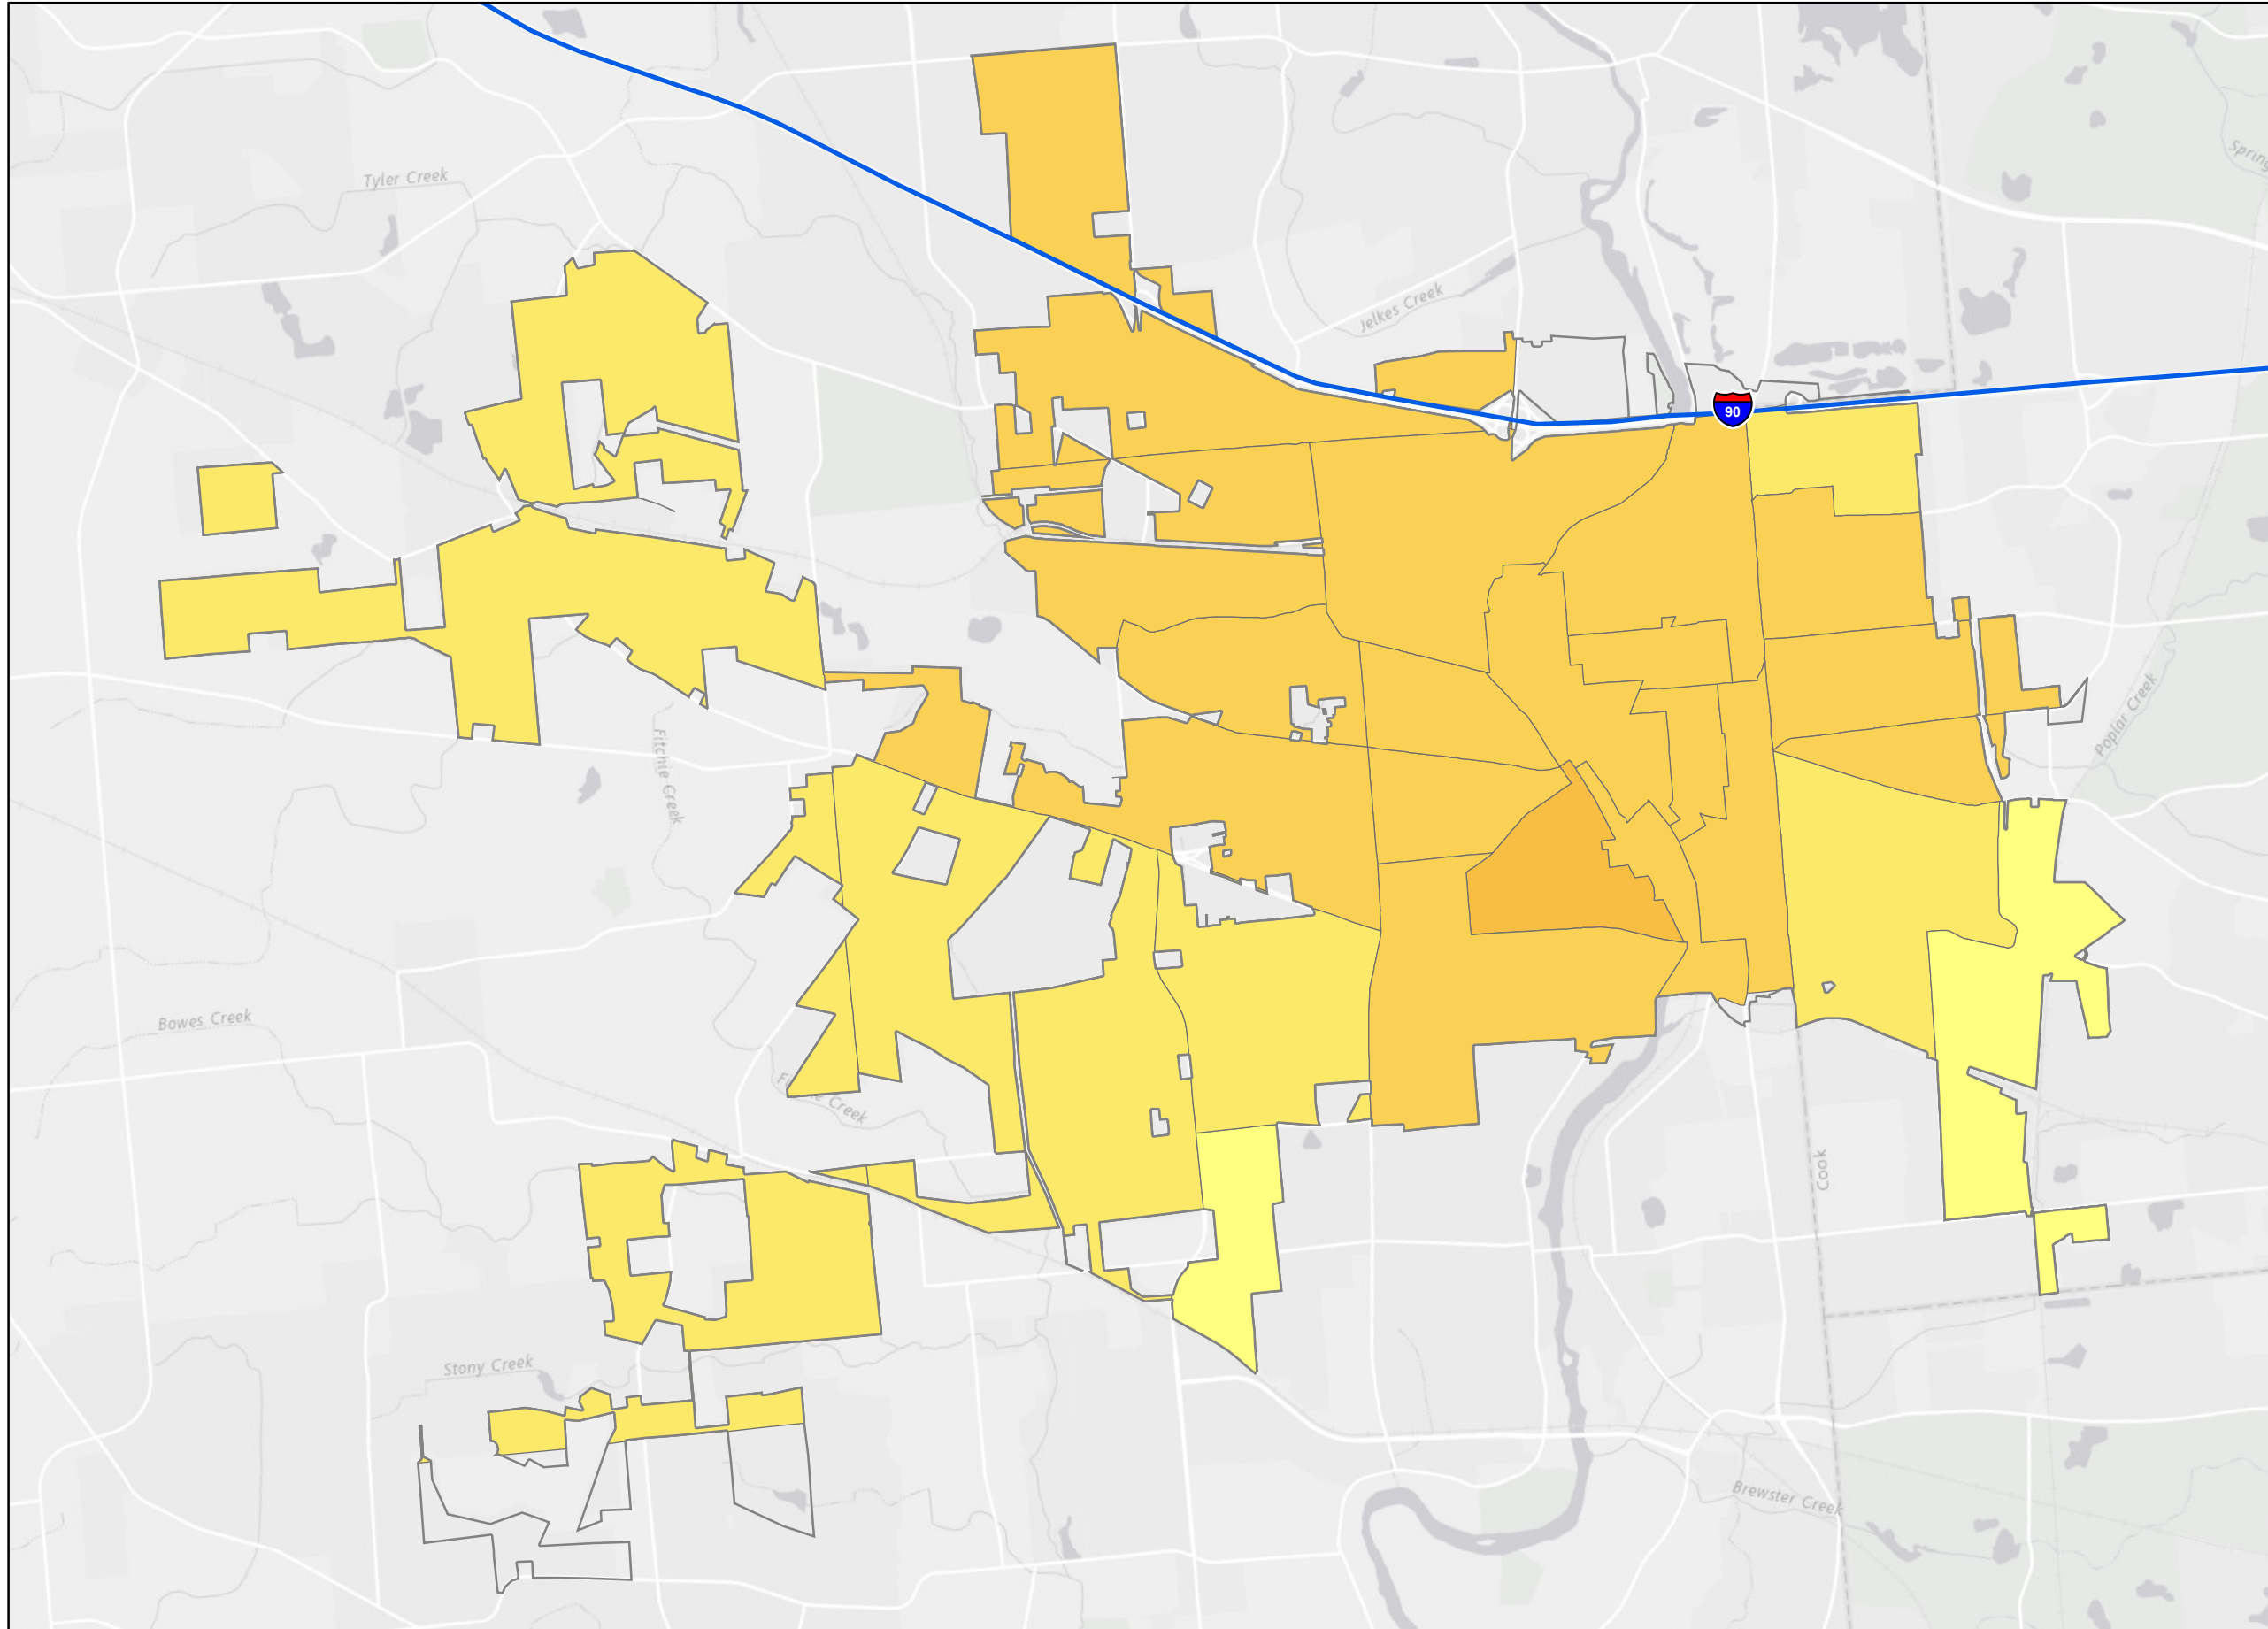 Spring
Tyler Creek
Jelkes Creek
90
Poplar Creek
Fitchie Creek
Bowes Creek
Creek
Cook
Stony Creek
Brewster Creek